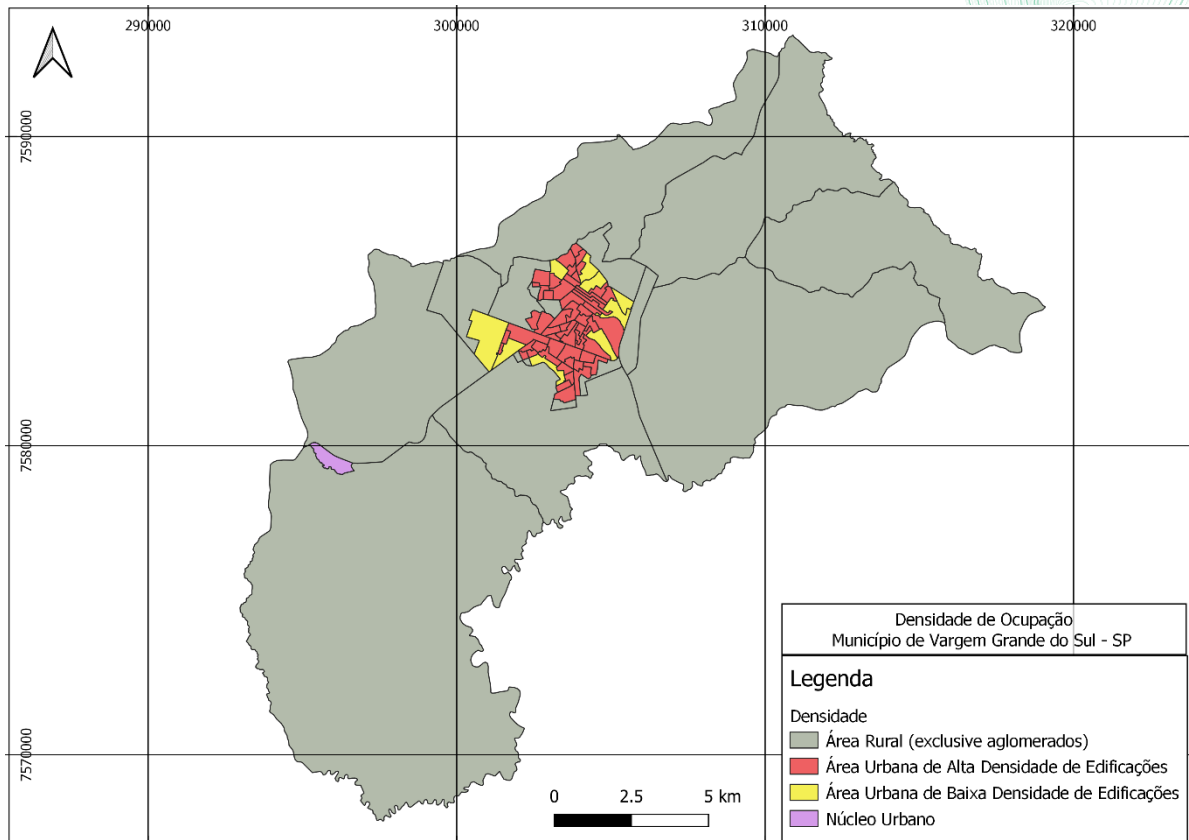 290000
300000
310000
320000
7590000
7580000
7570000
0
2.5
5 km
Densidade de Ocupação
Município de Vargem Grande do Sul - SP
Legenda
Densidade
Área Rural (exclusive aglomerados)
Área Urbana de Alta Densidade de Edificações
Área Urbana de Baixa Densidade de Edificações
Núcleo Urbano